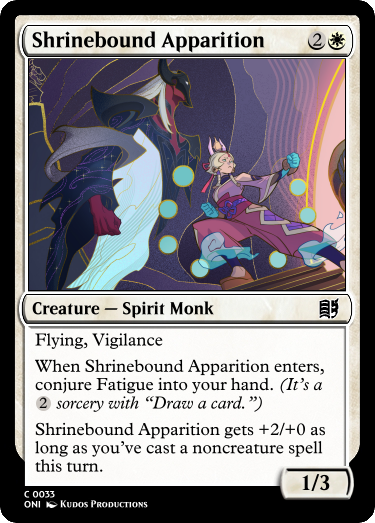 Shrinebound Apparition 2
Creature — Spirit Monk
Flying, Vigilance
When Shrinebound Apparition enters,
conjure Fatigue into your hand. (It's a
2 sorcery with “Draw a card.”)
Shrinebound Apparition gets +2/+0 as
long as you've cast a noncreature spell
this turn.
1/3
C 0033
ONI KUDOS PRODUCTIONS